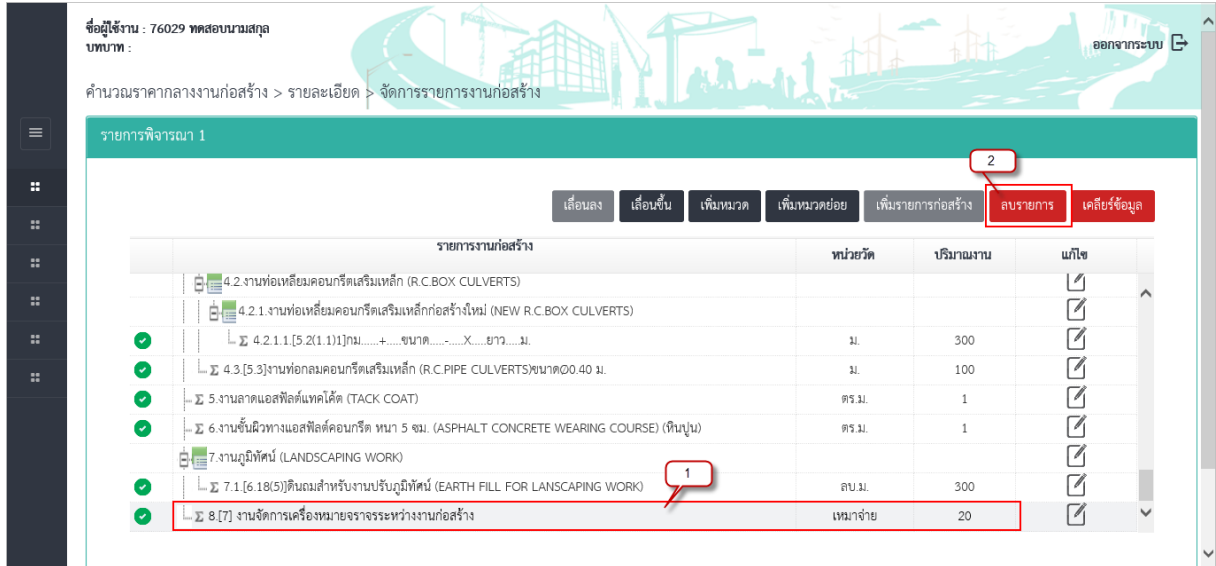 ชื่อผู้ใช้งาน : 76029 ทดสอบนามสกุล
บทบาท :
ออกจากระบบ
คำนวณราคากลางงานก่อสร้าง > รายละเอียด > จัดการรายการงานก่อสร้าง
รายการพิจารณา 1
2
เลื่อนลง เลื่อนขึ้น เพิ่มหมวด เพิ่มหมวดย่อย เพิ่มรายการก่อสร้าง ลบรายการ เคลียร์ข้อมูล
รายการงานก่อสร้าง หน่วยวัด ปริมาณงาน แก้ไข
4.2.งานท่อเหลี่ยมคอนกรีตเสริมเหล็ก (R.C.BOX CULVERTS)
4.2.1.งานท่อเหลี่ยมคอนกรีตเสริมเหล็กก่อสร้างใหม่ (NEW R.C.BOX CULVERTS)
Σ 4.2.1.1.[5.2(1.1)1]กม......+.....ขนาด.....-.....X.....ยาว.....ม. ม. 300
Σ 4.3.[5.3]งานท่อกลมคอนกรีตเสริมเหล็ก (R.C.PIPE CULVERTS)ขนาด∅0.40 ม. ม. 100
Σ 5.งานลาดแอสฟัลต์แทคโค้ต (TACK COAT) ตร.ม. 1
Σ 6.งานชั้นผิวทางแอสฟัลต์คอนกรีต หนา 5 ซม. (ASPHALT CONCRETE WEARING COURSE) (หินปูน) ตร.ม. 1
7.งานภูมิทัศน์ (LANDSCAPING WORK)
1
Σ 7.1.[6.18(5)]ดินถมสำหรับงานปรับภูมิทัศน์ (EARTH FILL FOR LANSCAPING WORK) ลบ.ม. 300
Σ 8.[7] งานจัดการเครื่องหมายจราจรระหว่างงานก่อสร้าง เหมาจ่าย 20